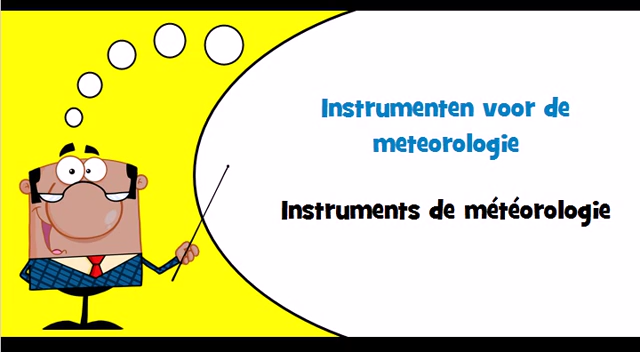 Instrumenten voor de
meteorologie
Instruments de météorologie